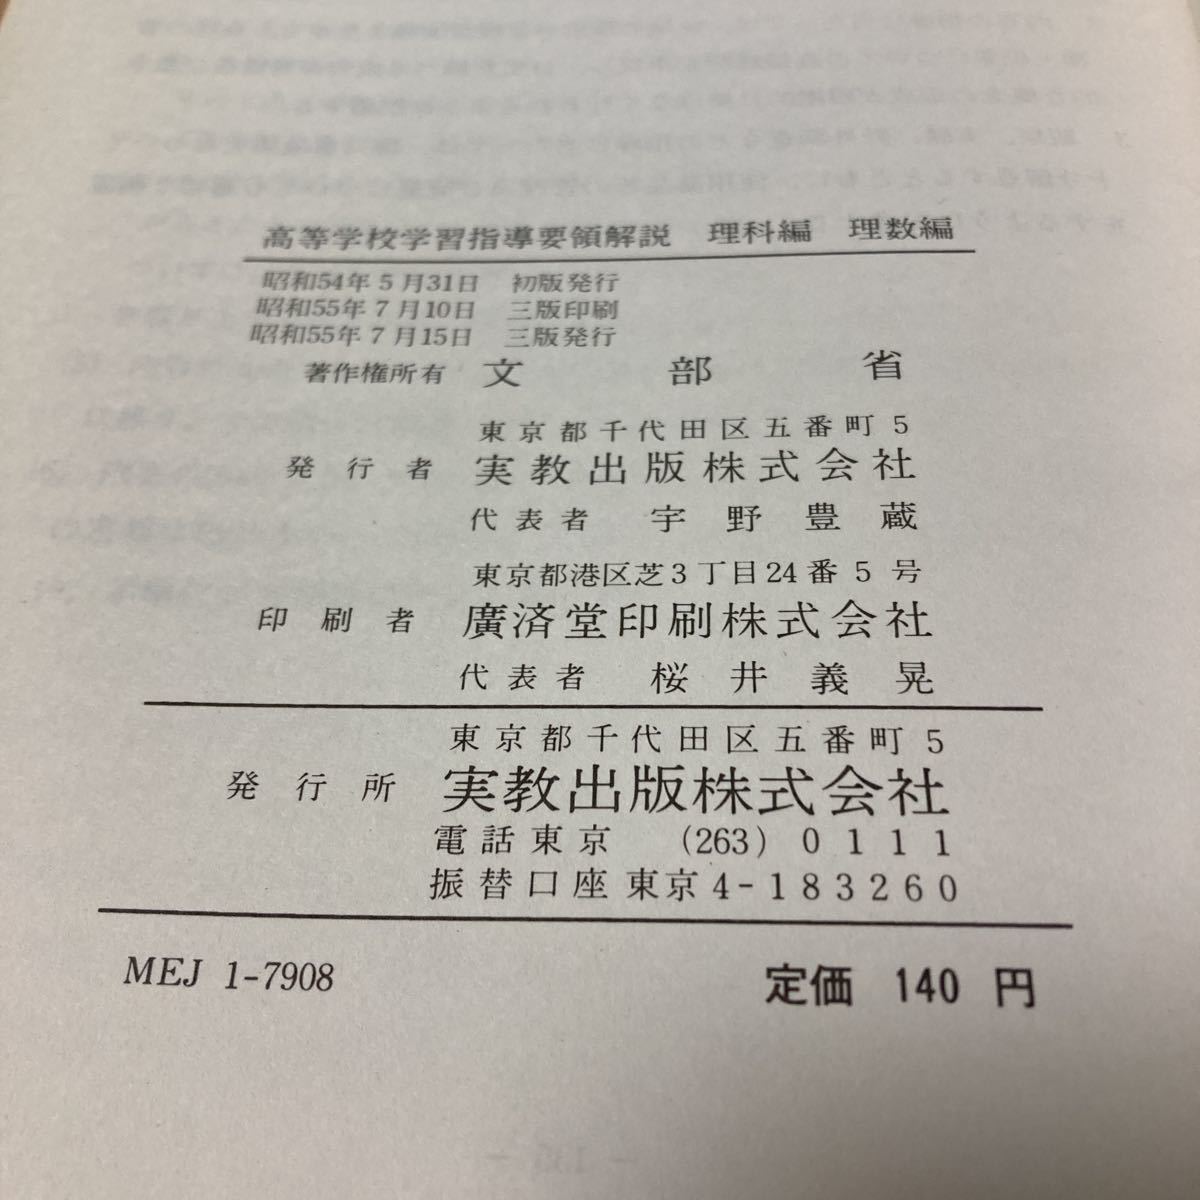 高等学校学習指導要領解説　理科編　理数編
昭和54年 5 月31日　初版発行
昭和55年 7 月10日　三版印刷
昭和55年 7 月15日　三版発行
著作権所有　文　部　省
東京都千代田区五番町 5
発行者　実教出版株式会社
代表者　宇野豊蔵
東京都港区芝3丁目24番 5 号
印刷者　廣済堂印刷株式会社
代表者　桜井義晃
東京都千代田区五番町 5
発行所　実教出版株式会社
電話東京　(263) 0111
振替口座 東京 4-183260
MEJ 1-7908
定価　140 円